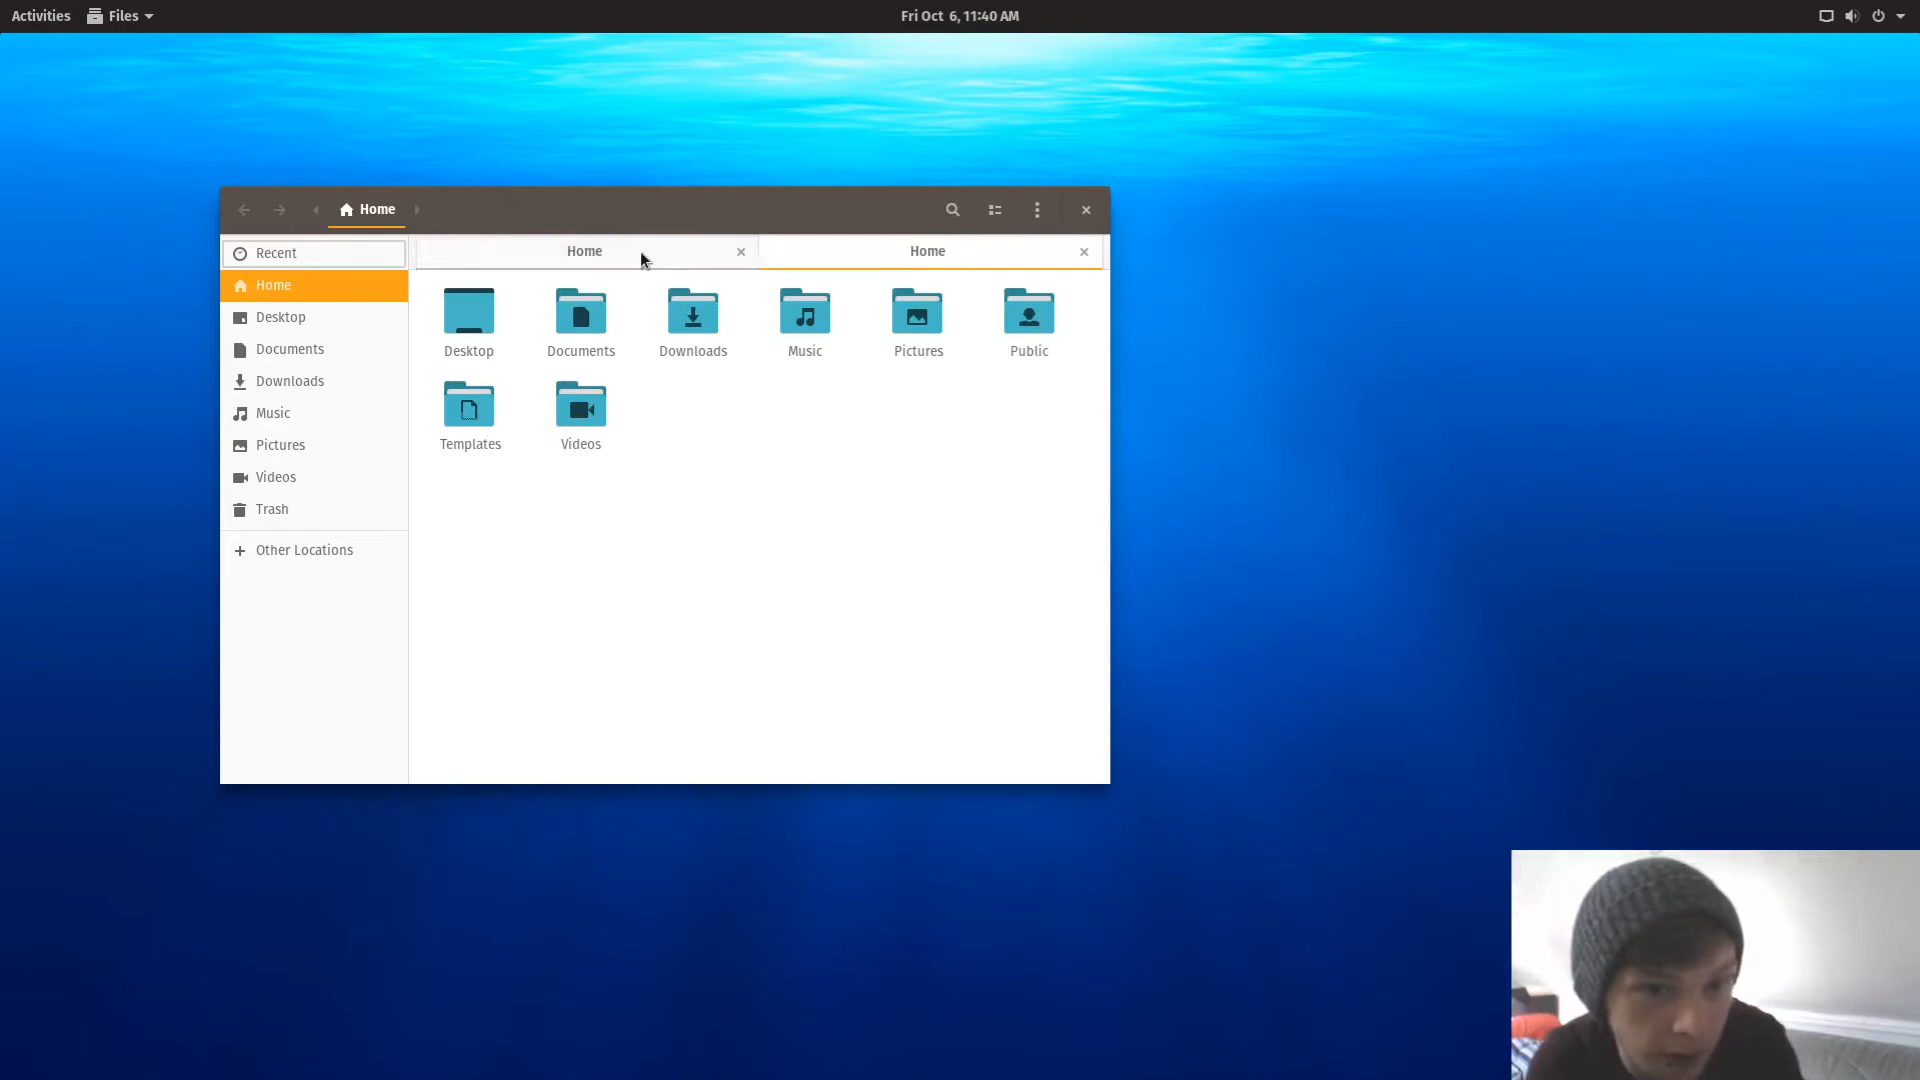 Activities
Files
Fri Oct 6, 11:40 AM
Home
Recent
Home
Desktop
Documents
Downloads
Music
Pictures
Videos
Trash
Other Locations
Home
Home
Desktop
Documents
Downloads
Music
Pictures
Public
Templates
Videos